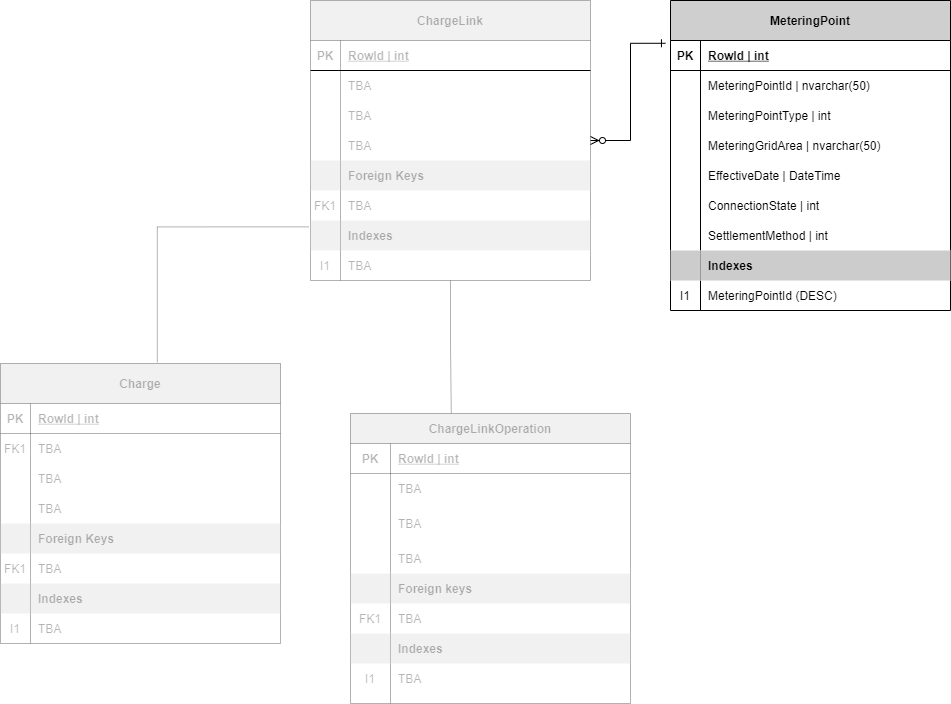 ChargeLink
PK RowId | int
TBA
TBA
TBA
Foreign Keys
FK1 TBA
Indexes
I1 TBA
MeteringPoint
PK RowId | int
MeteringPointId | nvarchar(50)
MeteringPointType | int
MeteringGridArea | nvarchar(50)
EffectiveDate | DateTime
ConnectionState | int
SettlementMethod | int
Indexes
I1 MeteringPointId (DESC)
Charge
PK RowId | int
FK1 TBA
TBA
TBA
Foreign Keys
FK1 TBA
Indexes
I1 TBA
ChargeLinkOperation
PK RowId | int
TBA
TBA
TBA
Foreign keys
FK1 TBA
Indexes
I1 TBA